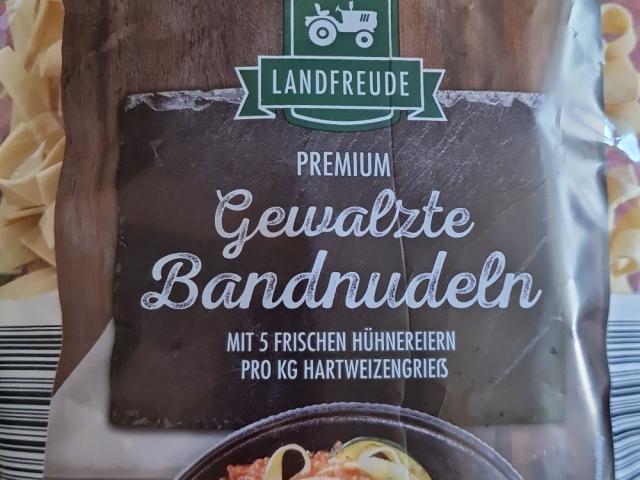 LANDFREUDE
PREMIUM
Gewalzte
Bandnudeln
MIT 5 FRISCHEN HÜHNEREIERN
PRO KG HARTWEIZENGRIEẞ